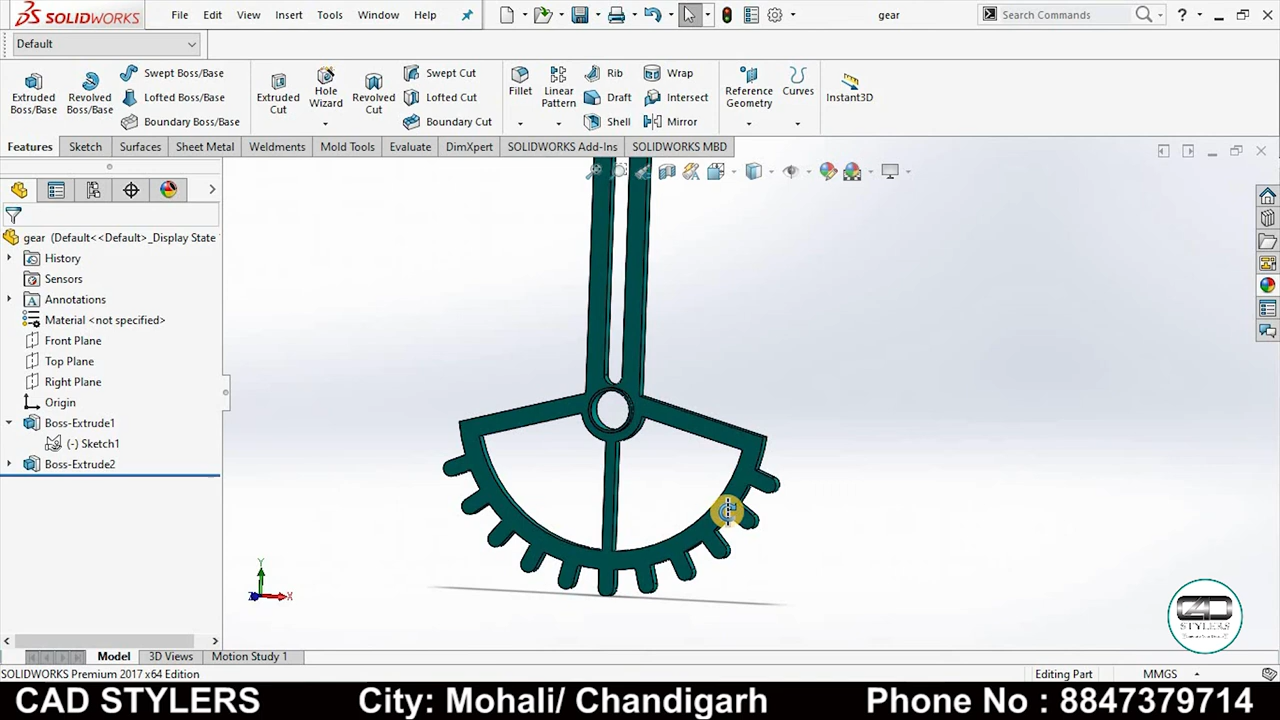 SOLIDWORKS File Edit View Insert Tools Window Help gear Search Commands ?
Default
Extruded Boss/Base Revolved Boss/Base Swept Boss/Base Lofted Boss/Base Boundary Boss/Base Extruded Cut Hole Wizard Revolved Cut Swept Cut Lofted Cut Boundary Cut Fillet Linear Pattern Rib Draft Shell Wrap Intersect Mirror Reference Geometry Curves Instant3D
Features Sketch Surfaces Sheet Metal Weldments Mold Tools Evaluate DimXpert SOLIDWORKS Add-Ins SOLIDWORKS MBD
gear (Default<<Default>_Display State
History
Sensors
Annotations
Material <not specified>
Front Plane
Top Plane
Right Plane
Origin
Boss-Extrude1
(-) Sketch1
Boss-Extrude2
Y
Z X
STYLERS
Model 3D Views Motion Study 1
SOLIDWORKS Premium 2017 x64 Edition Editing Part MMGS
CAD STYLERS City: Mohali/ Chandigarh Phone No : 8847379714